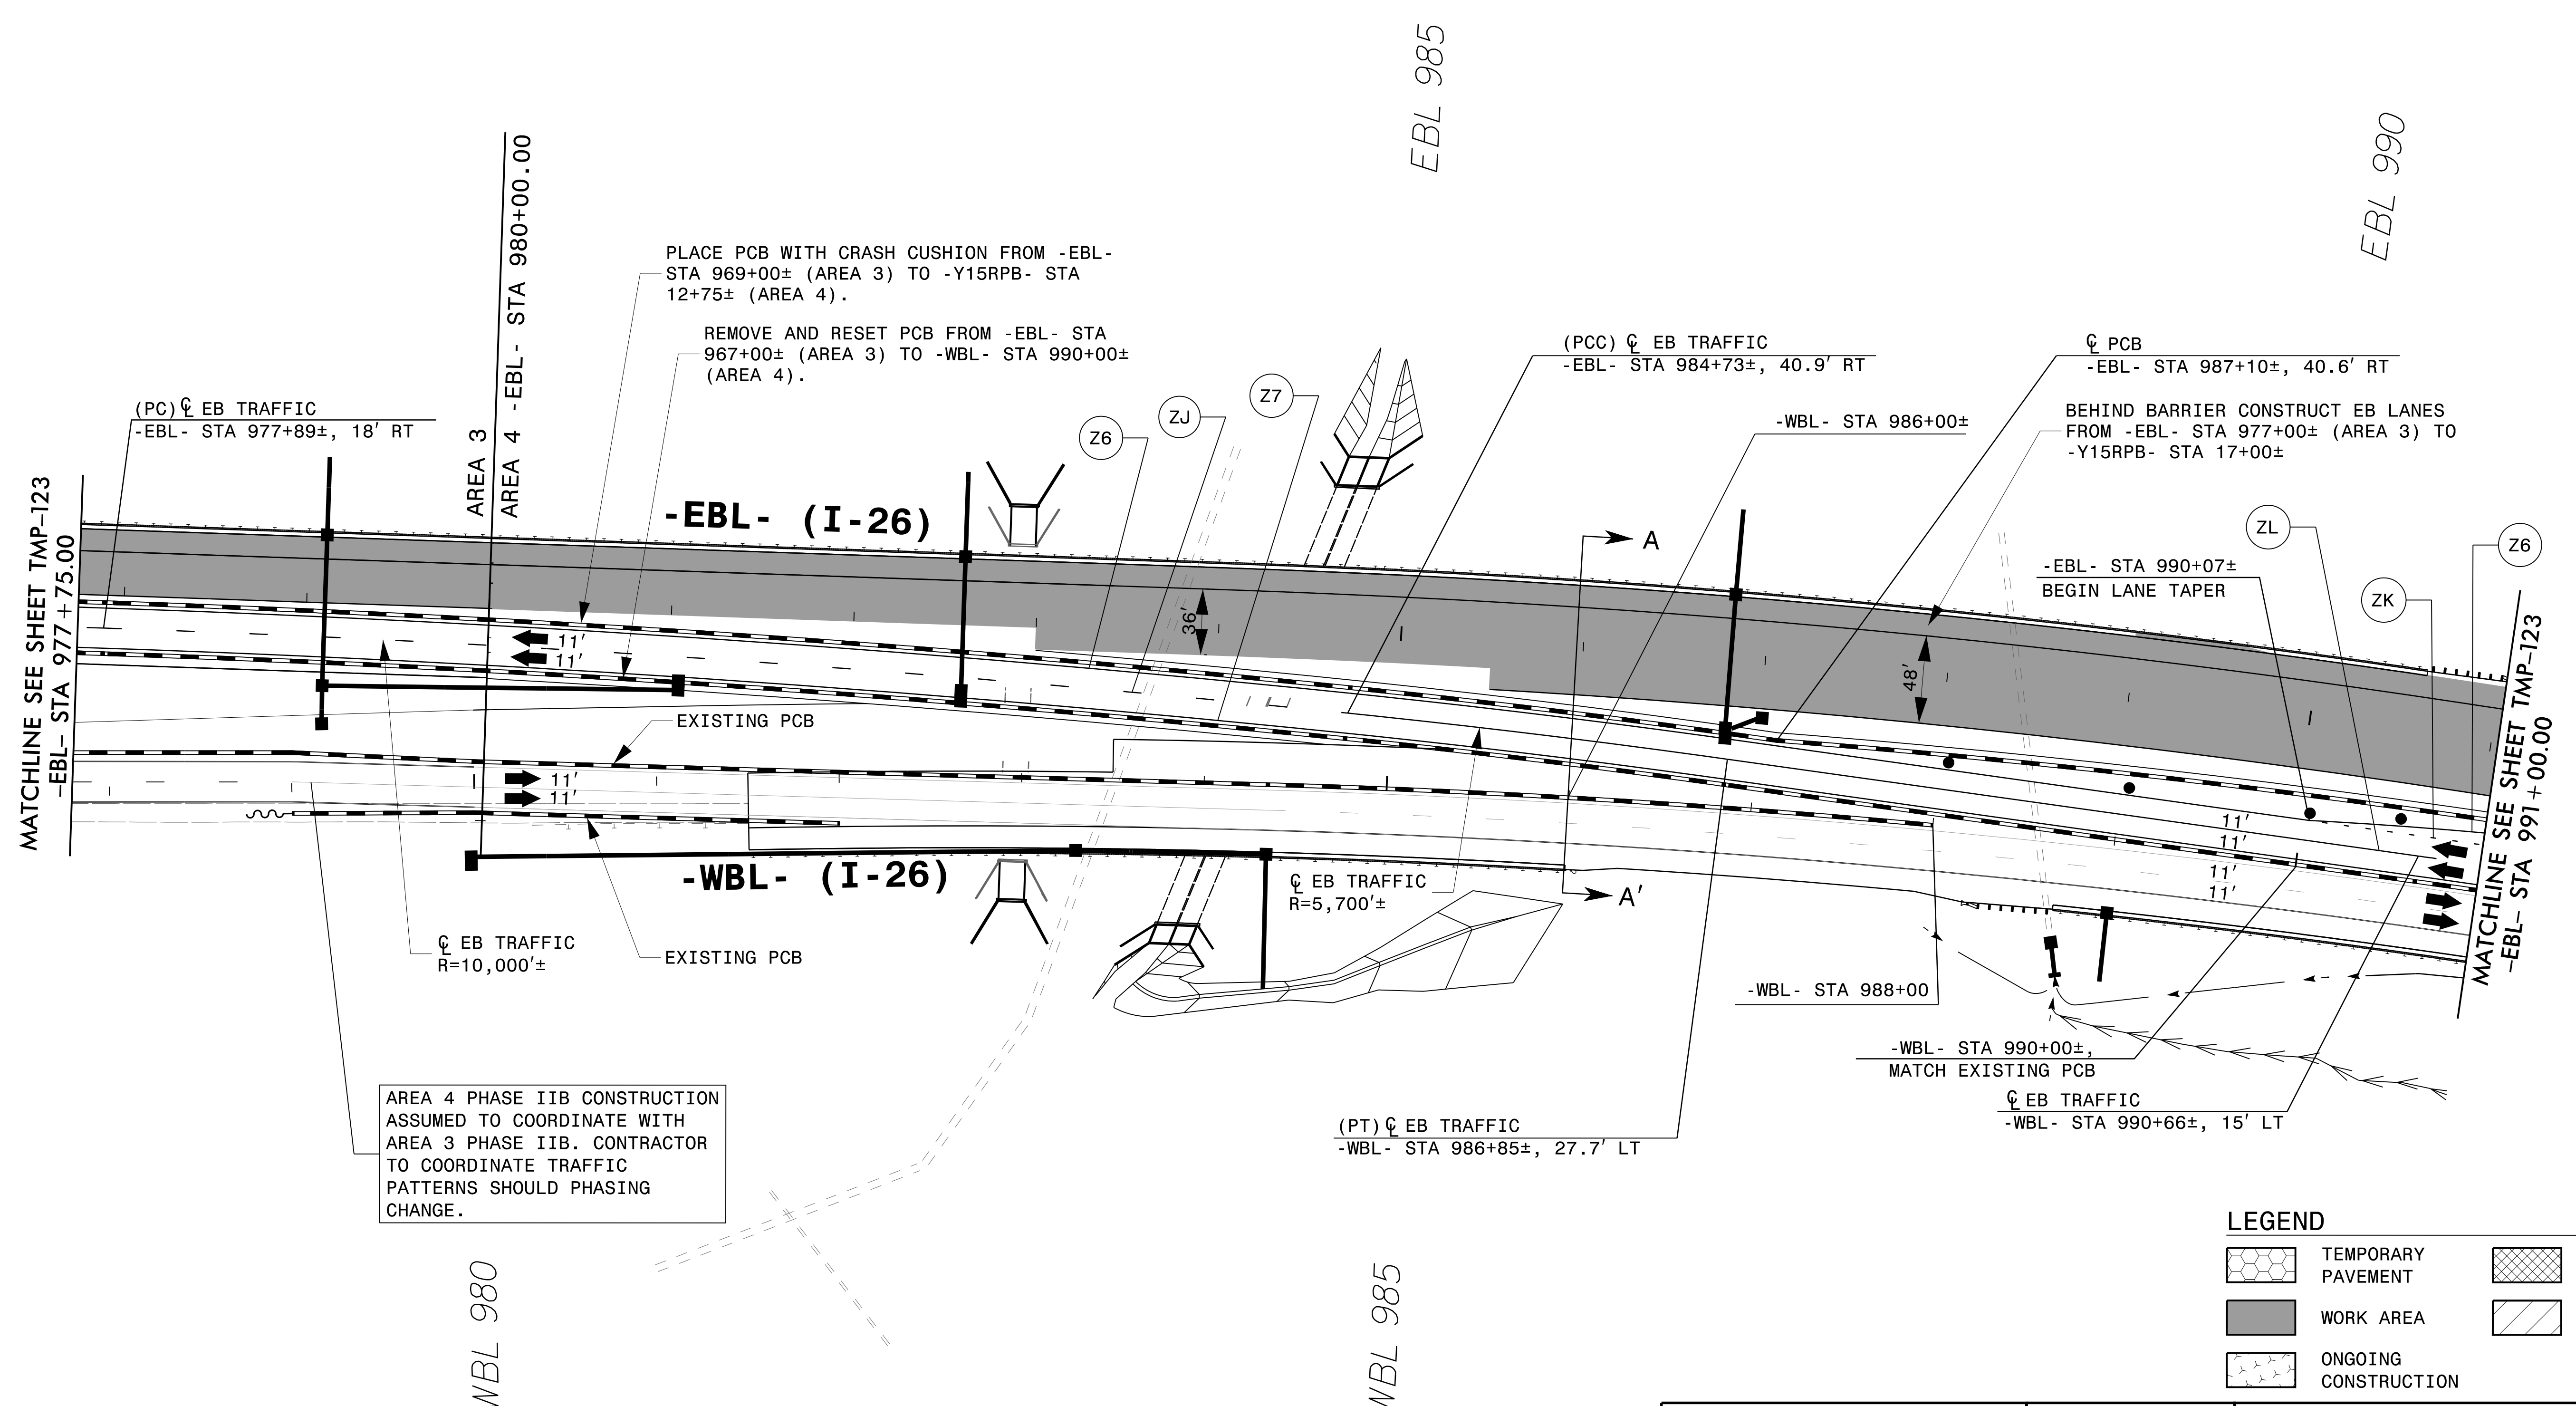 EBL 985
EBL 990
AREA 3
AREA 4 -EBL- STA 980+00.00
PLACE PCB WITH CRASH CUSHION FROM -EBL-
STA 969+00± (AREA 3) TO -Y15RPB- STA
12+75± (AREA 4).
REMOVE AND RESET PCB FROM -EBL- STA
967+00± (AREA 3) TO -WBL- STA 990+00±
(AREA 4).
(PC) ℄ EB TRAFFIC
-EBL- STA 977+89±, 18' RT
MATCHLINE SEE SHEET TMP-123
-EBL- STA 977+75.00
-EBL- (I-26)
Z6
ZJ
Z7
(PCC) ℄ EB TRAFFIC
-EBL- STA 984+73±, 40.9' RT
-WBL- STA 986+00±
℄ PCB
-EBL- STA 987+10±, 40.6' RT
BEHIND BARRIER CONSTRUCT EB LANES
FROM -EBL- STA 977+00± (AREA 3) TO
-Y15RPB- STA 17+00±
ZL
Z6
ZK
-EBL- STA 990+07±
BEGIN LANE TAPER
A
36'
48'
11'
11'
EXISTING PCB
11'
11'
11'
11'
11'
11'
MATCHLINE SEE SHEET TMP-123
-EBL- STA 991+00.00
-WBL- (I-26)
℄ EB TRAFFIC
R=5,700'±
A'
℄ EB TRAFFIC
R=10,000'±
EXISTING PCB
-WBL- STA 988+00
-WBL- STA 990+00±,
MATCH EXISTING PCB
℄ EB TRAFFIC
-WBL- STA 990+66±, 15' LT
(PT) ℄ EB TRAFFIC
-WBL- STA 986+85±, 27.7' LT
AREA 4 PHASE IIB CONSTRUCTION
ASSUMED TO COORDINATE WITH
AREA 3 PHASE IIB. CONTRACTOR
TO COORDINATE TRAFFIC
PATTERNS SHOULD PHASING
CHANGE.
WBL 980
WBL 985
LEGEND
TEMPORARY
PAVEMENT
WORK AREA
ONGOING
CONSTRUCTION